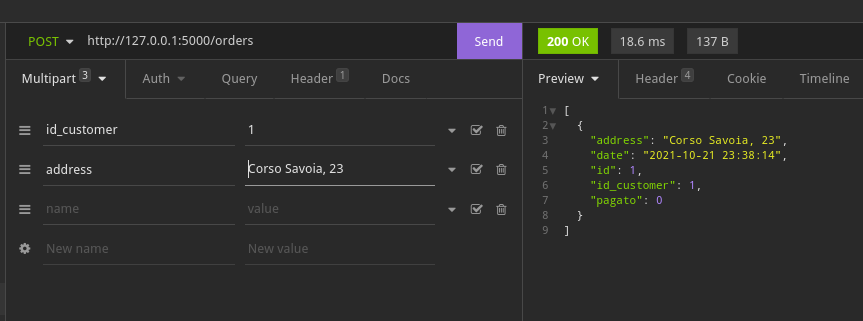 POST http://127.0.0.1:5000/orders Send 200 OK 18.6 ms 137 B
Multipart 3 Auth Query Header 1 Docs Preview Header 4 Cookie Timeline
id_customer 1
address Corso Savoia, 23
name value
New name New value
1 [
2 {
3 "address": "Corso Savoia, 23",
4 "date": "2021-10-21 23:38:14",
5 "id": 1,
6 "id_customer": 1,
7 "pagato": 0
8 }
9 ]